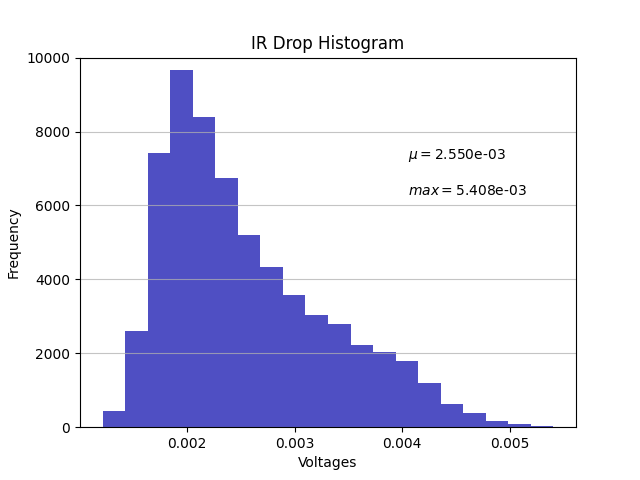 IR Drop Histogram
10000
8000
6000
4000
2000
0
Frequency
μ = 2.550e-03
max = 5.408e-03
0.002 0.003 0.004 0.005
Voltages